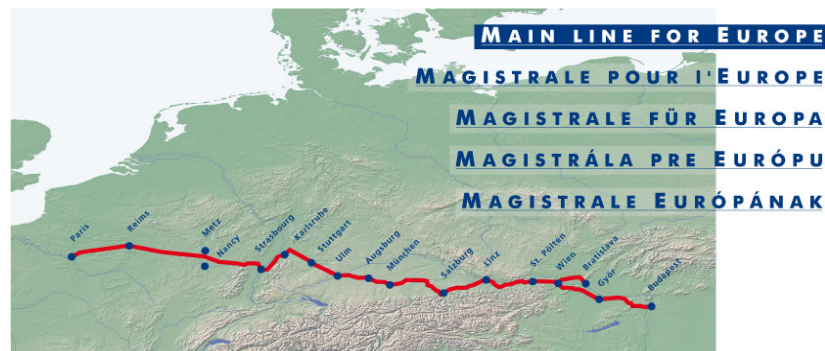 MAIN LINE FOR EUROPE
MAGISTRALE POUR l'EUROPE
MAGISTRALE FÜR EUROPA
MAGISTRÁLA PRE EURÓPU
MAGISTRALE EURÓPÁNAK
Paris
Reims
Metz
Nancy
Strasbourg
Karlsruhe
Stuttgart
Ulm
Augsburg
München
Salzburg
Linz
St. Pölten
Wien
Bratislava
Győr
Budapest